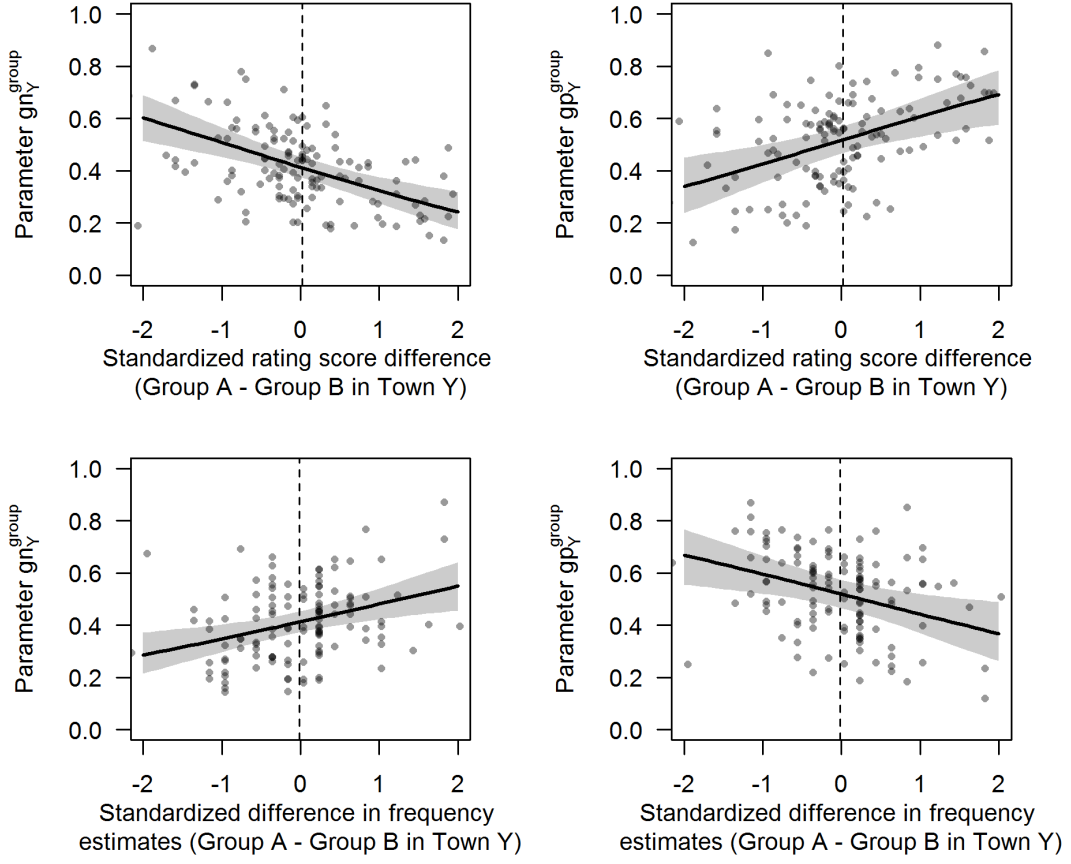 Parameter gn_Y^group
1.0
0.8
0.6
0.4
0.2
0.0
-2 -1 0 1 2
Standardized rating score difference
(Group A - Group B in Town Y)
Parameter gp_Y^group
1.0
0.8
0.6
0.4
0.2
0.0
-2 -1 0 1 2
Standardized rating score difference
(Group A - Group B in Town Y)
Parameter gn_Y^group
1.0
0.8
0.6
0.4
0.2
0.0
-2 -1 0 1 2
Standardized difference in frequency
estimates (Group A - Group B in Town Y)
Parameter gp_Y^group
1.0
0.8
0.6
0.4
0.2
0.0
-2 -1 0 1 2
Standardized difference in frequency
estimates (Group A - Group B in Town Y)